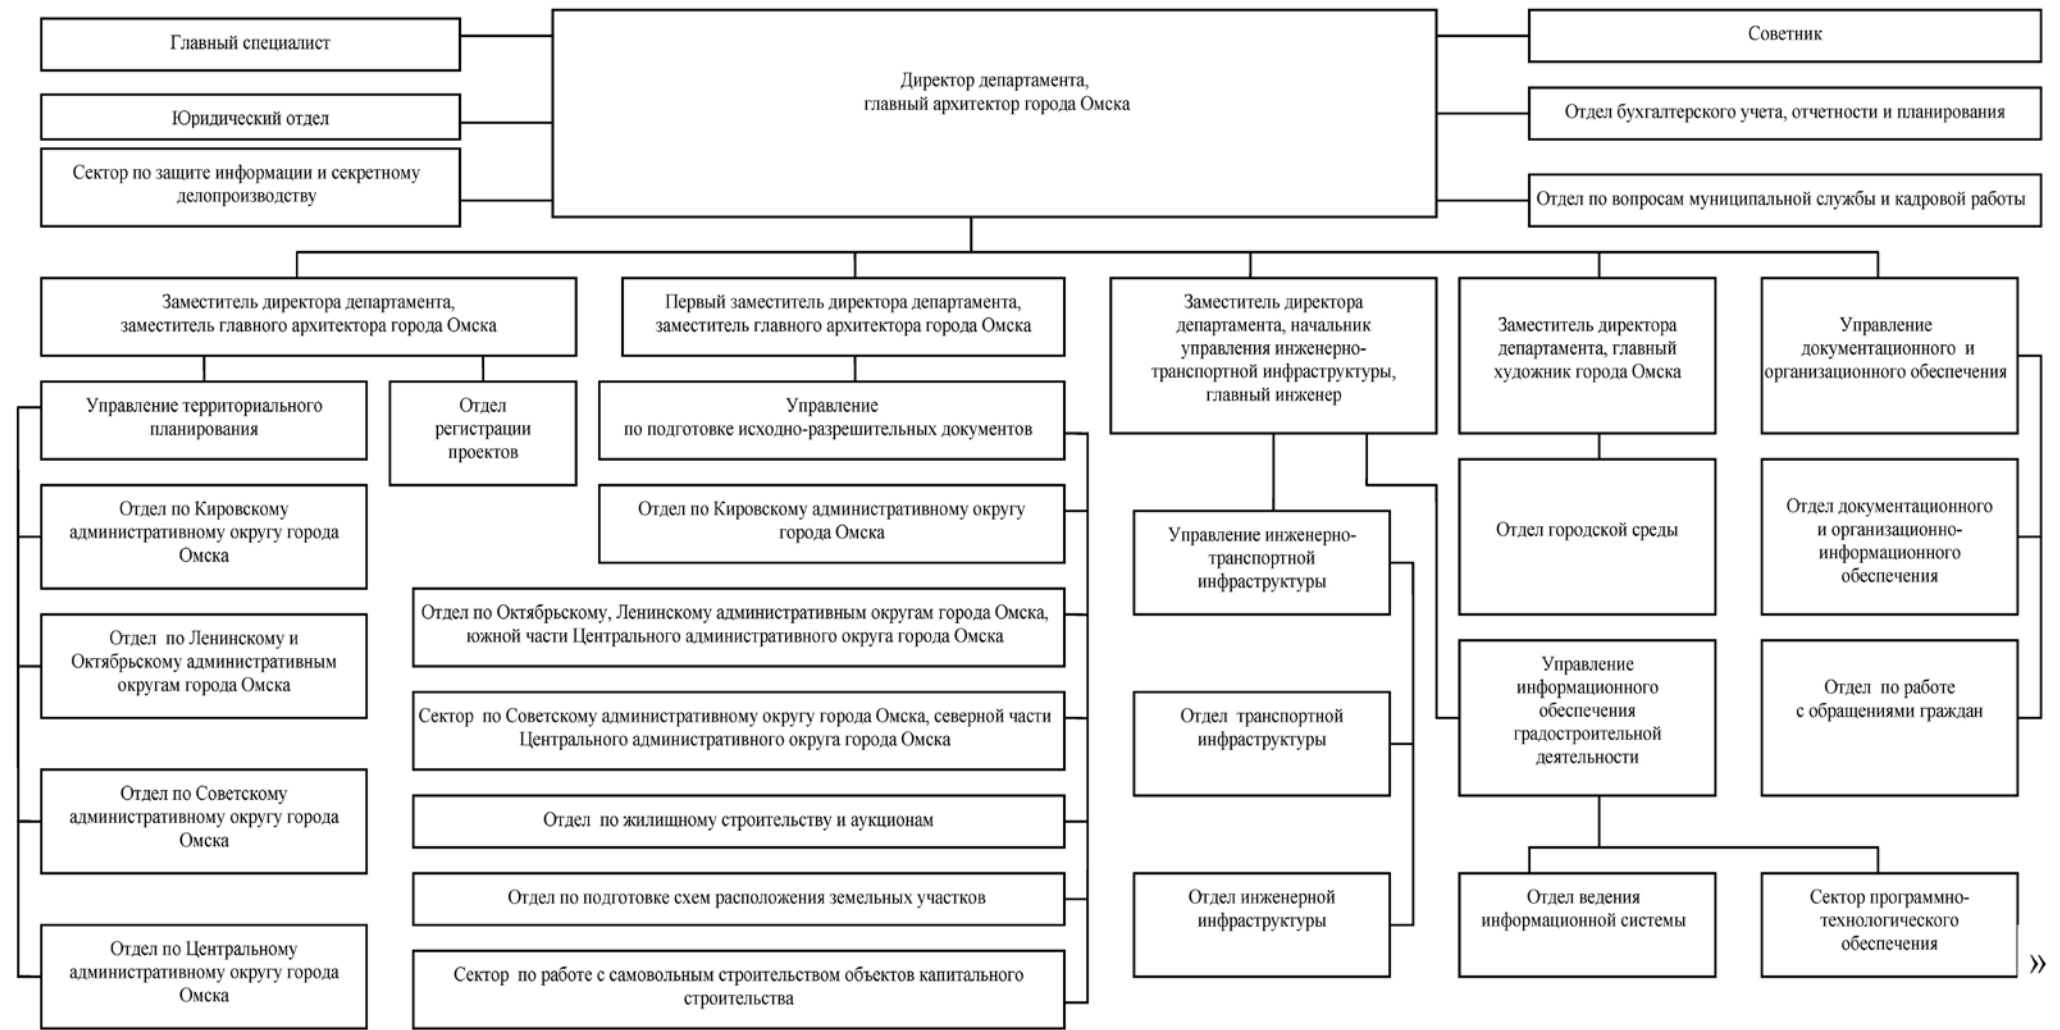 Главный специалист
Директор департамента,
главный архитектор города Омска
Советник
Юридический отдел
Отдел бухгалтерского учета, отчетности и планирования
Сектор по защите информации и секретному
делопроизводству
Отдел по вопросам муниципальной службы и кадровой работы
Заместитель директора департамента,
заместитель главного архитектора города Омска
Первый заместитель директора департамента,
заместитель главного архитектора города Омска
Заместитель директора
департамента, начальник
управления инженерно-
транспортной инфраструктуры,
главный инженер
Заместитель директора
департамента, главный
художник города Омска
Управление
документационного и
организационного обеспечения
Управление территориального
планирования
Отдел
регистрации
проектов
Управление
по подготовке исходно-разрешительных документов
Отдел по Кировскому
административному округу города
Омска
Отдел по Кировскому административному округу
города Омска
Управление инженерно-
транспортной
инфраструктуры
Отдел городской среды
Отдел документационного
и организационно-
информационного
обеспечения
Отдел по Ленинскому и
Октябрьскому административным
округам города Омска
Отдел по Октябрьскому, Ленинскому административным округам города Омска,
южной части Центрального административного округа города Омска
Сектор по Советскому административному округу города Омска, северной части
Центрального административного округа города Омска
Отдел транспортной
инфраструктуры
Управление
информационного
обеспечения
градостроительной
деятельности
Отдел по работе
с обращениями граждан
Отдел по Советскому
административному округу города
Омска
Отдел по жилищному строительству и аукционам
Отдел по подготовке схем расположения земельных участков
Отдел инженерной
инфраструктуры
Отдел ведения
информационной системы
Сектор программно-
технологического
обеспечения
Отдел по Центральному
административному округу города
Омска
Сектор по работе с самовольным строительством объектов капитального
строительства
»